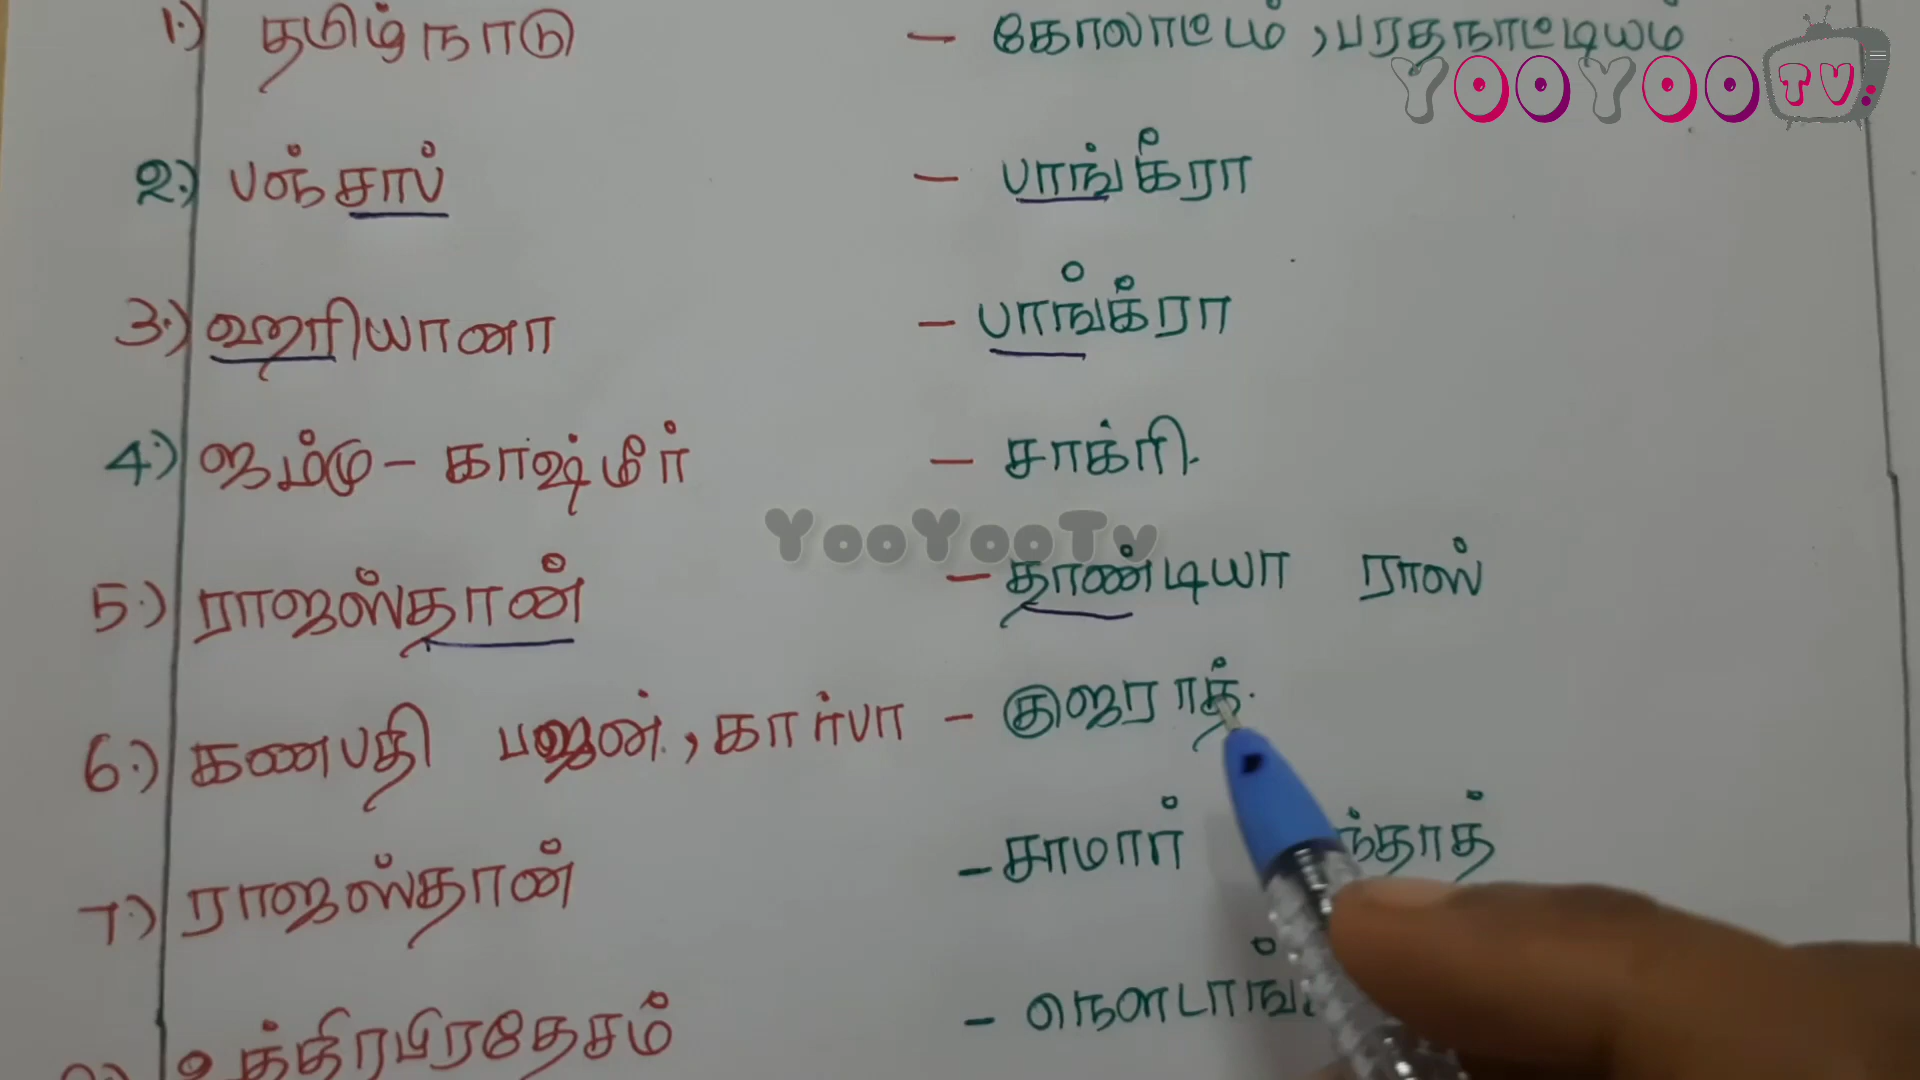 1.) தமிழ்நாடு - கோலாட்டம், பரதநாட்டியம்
YOOYOO TV
2.) பஞ்சாப் - பாங்க்ரா
3.) ஹரியானா - பாங்க்ரா
4.) ஜம்மு - காஷ்மீர் - சாக்ரி.
YooYooTv
5.) ராஜஸ்தான் - தாண்டியா ராஸ்
6.) கணபதி பஜன், கார்பா - குஜராத்.
7.) ராஜஸ்தான் - சாமார்
உத்திரபிரதேசம் -